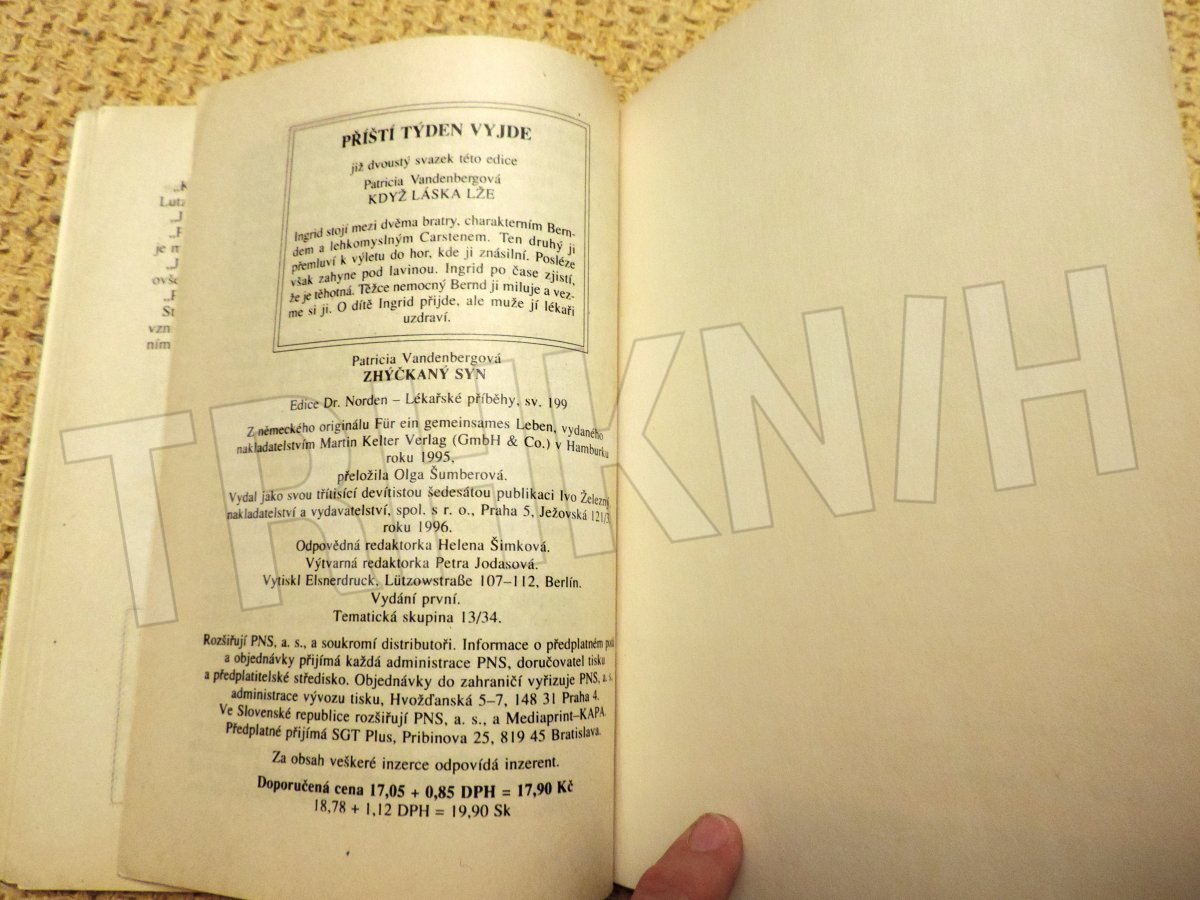 „K
Lutz
„J
„P
je m
„J
ovše
„P
St
vzn
ním
PŘÍŠTÍ TÝDEN VYJDE
již dvoustý svazek této edice
Patricia Vandenbergová
KDYŽ LÁSKA LŽE
Ingrid stojí mezi dvěma bratry, charakterním Bern-
dem a lehkomyslným Carstenem. Ten druhý ji
přemluví k výletu do hor, kde ji znásilní. Posléze
však zahyne pod lavinou. Ingrid po čase zjistí,
že je těhotná. Těžce nemocný Bernd ji miluje a vez-
me si ji. O dítě Ingrid přijde, ale muže jí lékaři
uzdraví.
Patricia Vandenbergová
ZHÝČKANÝ SYN
Edice Dr. Norden – Lékařské příběhy, sv. 199
Z německého originálu Für ein gemeinsames Leben, vydaného
nakladatelstvím Martin Kelter Verlag (GmbH & Co.) v Hamburku
roku 1995,
přeložila Olga Šumberová.
Vydal jako svou třítisící devítistou šedesátou publikaci Ivo Železný,
nakladatelství a vydavatelství, spol. s r. o., Praha 5, Ježovská 121/3
roku 1996.
Odpovědná redaktorka Helena Šimková.
Výtvarná redaktorka Petra Jodasová.
Vytiskl Elsnerdruck, Lützowstraße 107–112, Berlín.
Vydání první.
Tematická skupina 13/34.
Rozšiřují PNS, a. s., a soukromí distributoři. Informace o předplatném
a objednávky přijímá každá administrace PNS, doručovatel tisku
a předplatitelské středisko. Objednávky do zahraničí vyřizuje PNS, a. s.
administrace vývozu tisku, Hvožďanská 5–7, 148 31 Praha 4.
Ve Slovenské republice rozšiřují PNS, a. s., a Mediaprint–KAPA.
Předplatné přijímá SGT Plus, Pribinova 25, 819 45 Bratislava.
Za obsah veškeré inzerce odpovídá inzerent.
Doporučená cena 17,05 + 0,85 DPH = 17,90 Kč
18,78 + 1,12 DPH = 19,90 Sk
TRHKNIH